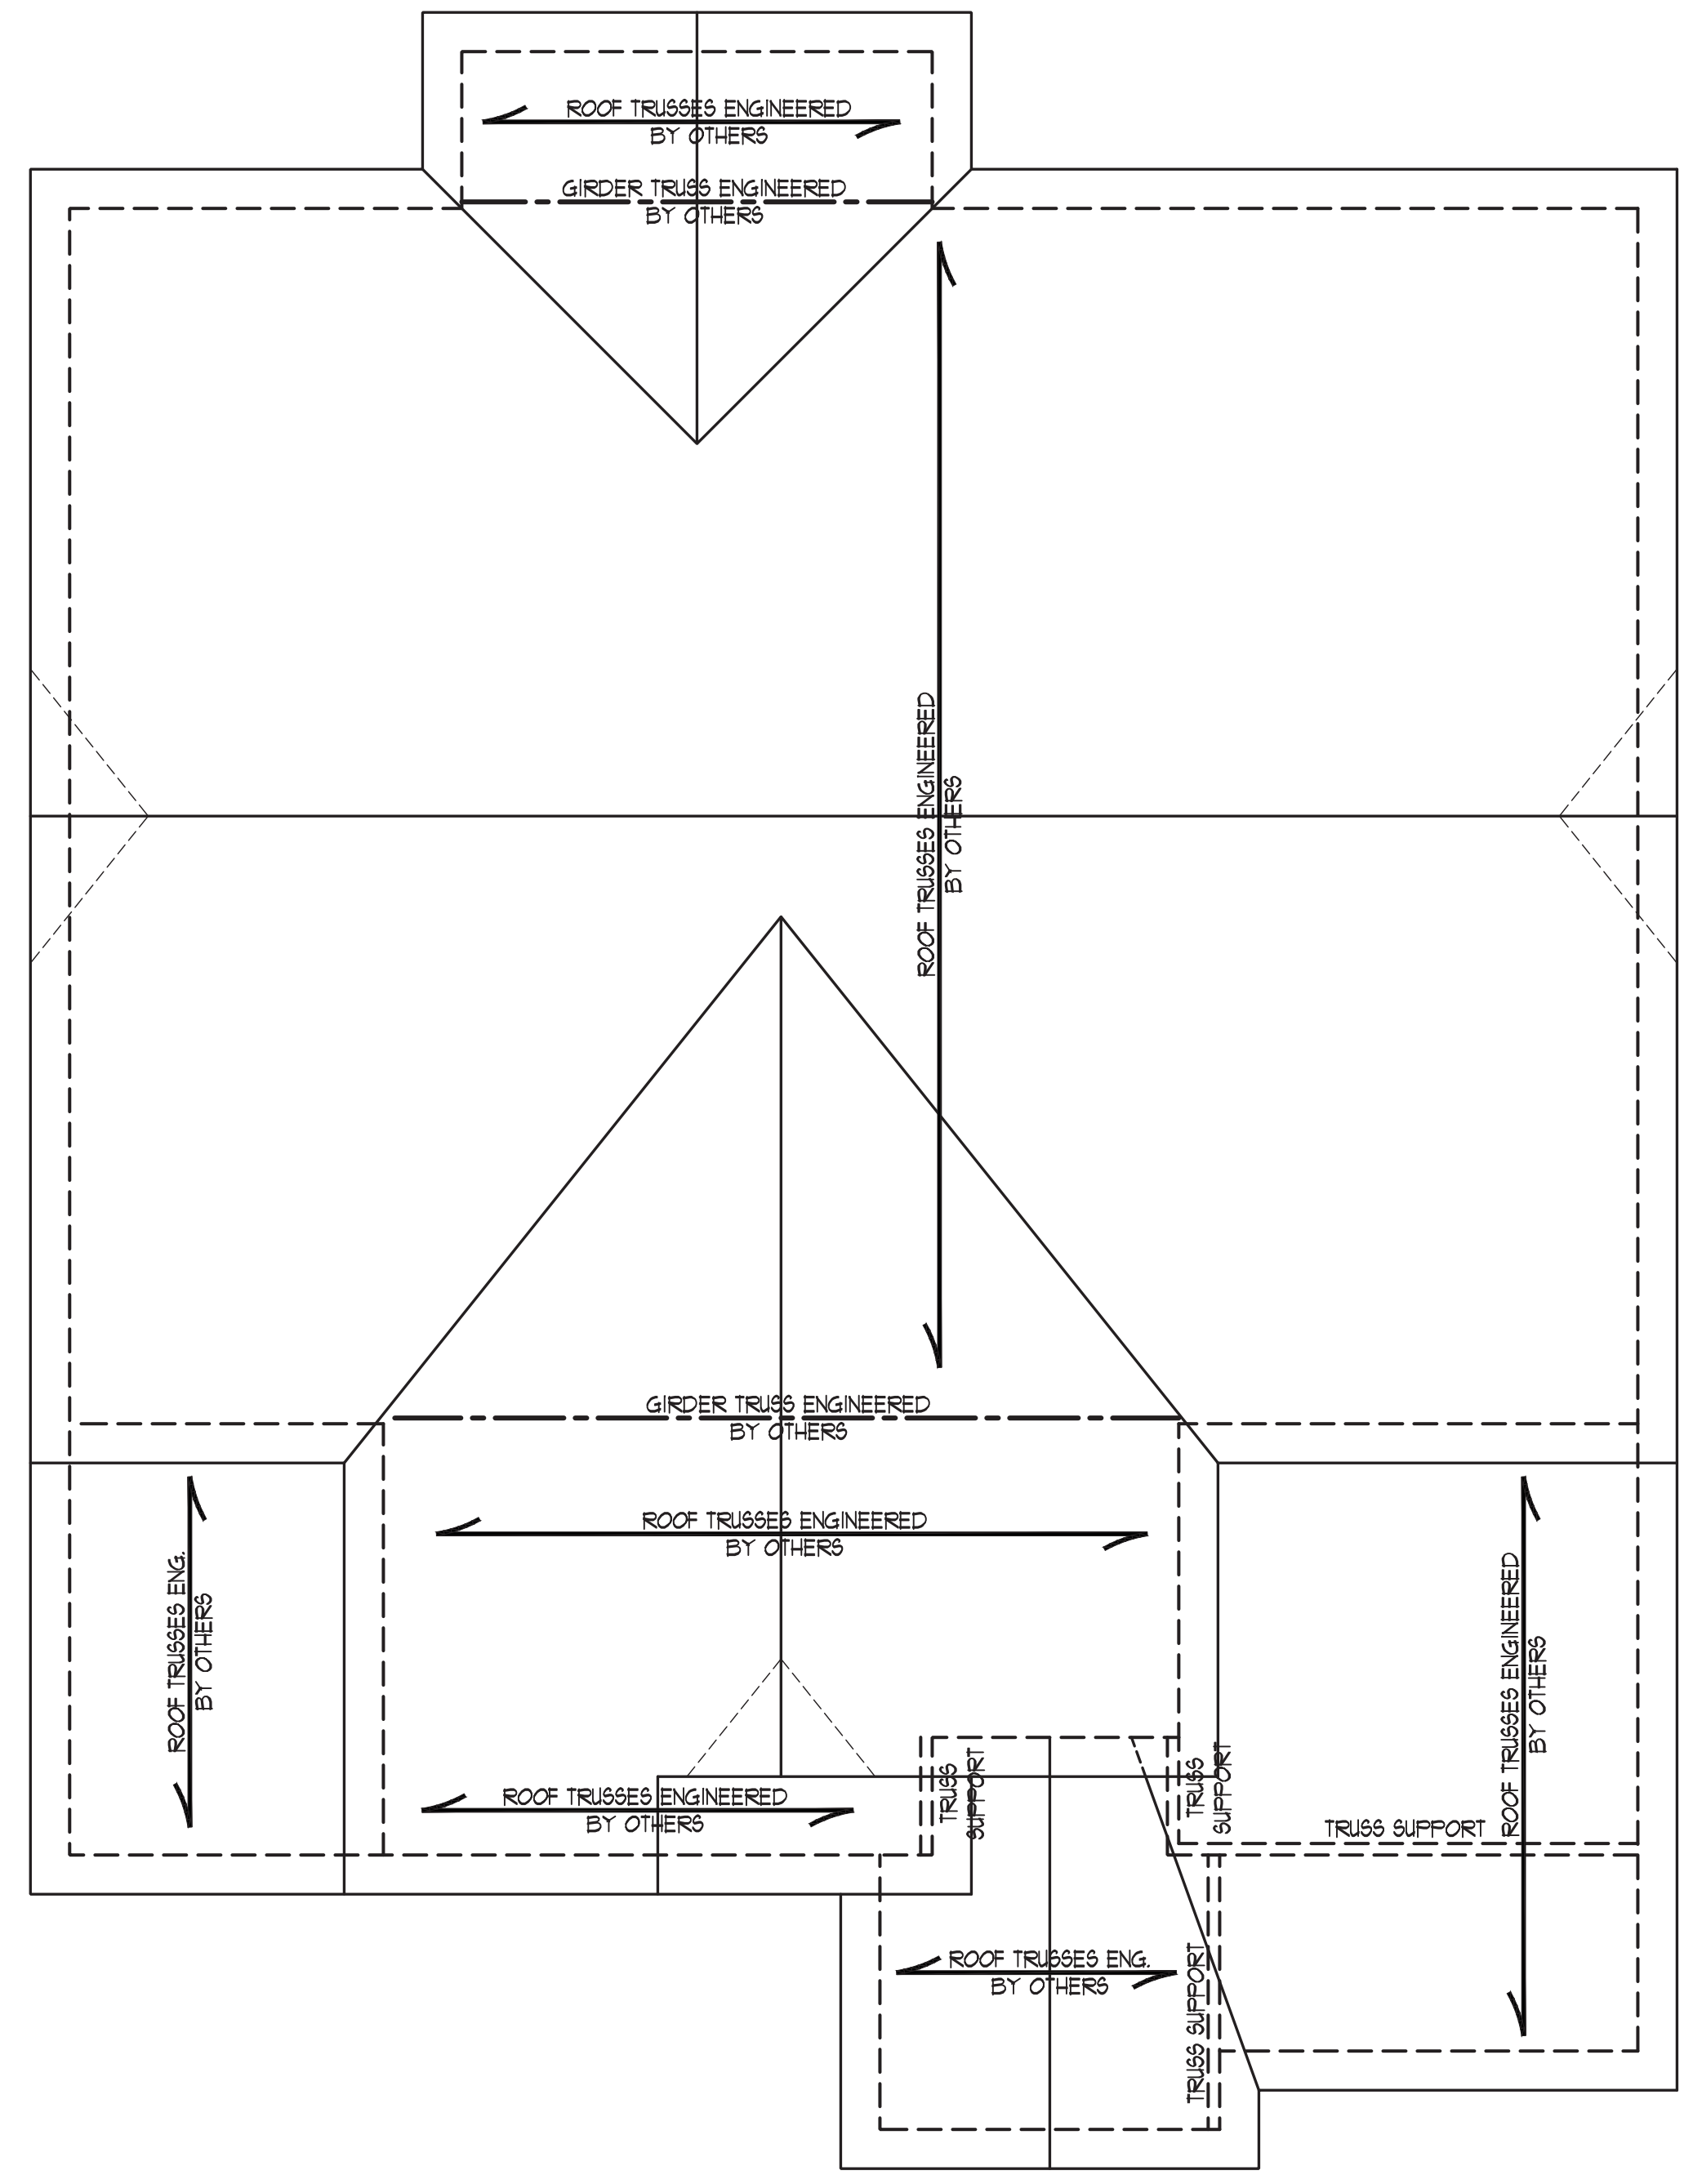 ROOF TRUSSES ENGINEERED
BY OTHERS
GIRDER TRUSS ENGINEERED
BY OTHERS
ROOF TRUSSES ENGINEERED
BY OTHERS
GIRDER TRUSS ENGINEERED
BY OTHERS
ROOF TRUSSES ENGINEERED
BY OTHERS
ROOF TRUSSES ENG.
BY OTHERS
ROOF TRUSSES ENGINEERED
BY OTHERS
ROOF TRUSSES ENGINEERED
BY OTHERS
TRUSS
SUPPORT
TRUSS
SUPPORT
TRUSS SUPPORT
ROOF TRUSSES ENG.
BY OTHERS
TRUSS SUPPORT